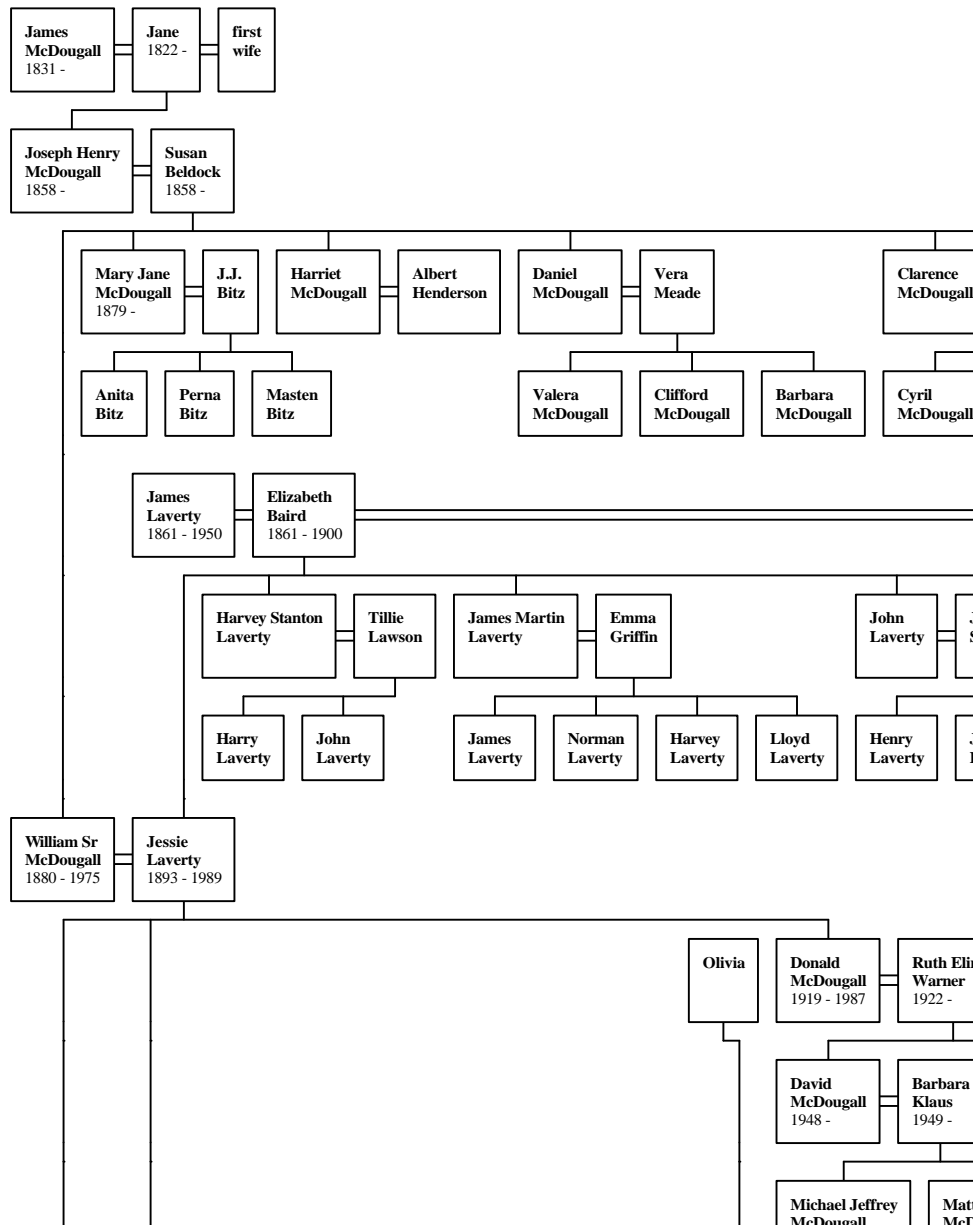 James
McDougall
1831 -
Jane
1822 -
first
wife
Joseph Henry
McDougall
1858 -
Susan
Beldock
1858 -
Mary Jane
McDougall
1879 -
J.J.
Bitz
Harriet
McDougall
Albert
Henderson
Daniel
McDougall
Vera
Meade
Clarence
McDougall
Anita
Bitz
Perna
Bitz
Masten
Bitz
Valera
McDougall
Clifford
McDougall
Barbara
McDougall
Cyril
McDougall
James
Laverty
1861 - 1950
Elizabeth
Baird
1861 - 1900
Harvey Stanton
Laverty
Tillie
Lawson
James Martin
Laverty
Emma
Griffin
John
Laverty
Harry
Laverty
John
Laverty
James
Laverty
Norman
Laverty
Harvey
Laverty
Lloyd
Laverty
Henry
Laverty
William Sr
McDougall
1880 - 1975
Jessie
Laverty
1893 - 1989
Olivia
Donald
McDougall
1919 - 1987
Ruth
Warner
1922 -
David
McDougall
1948 -
Barbara
Klaus
1949 -
Michael Jeffrey
McDougall